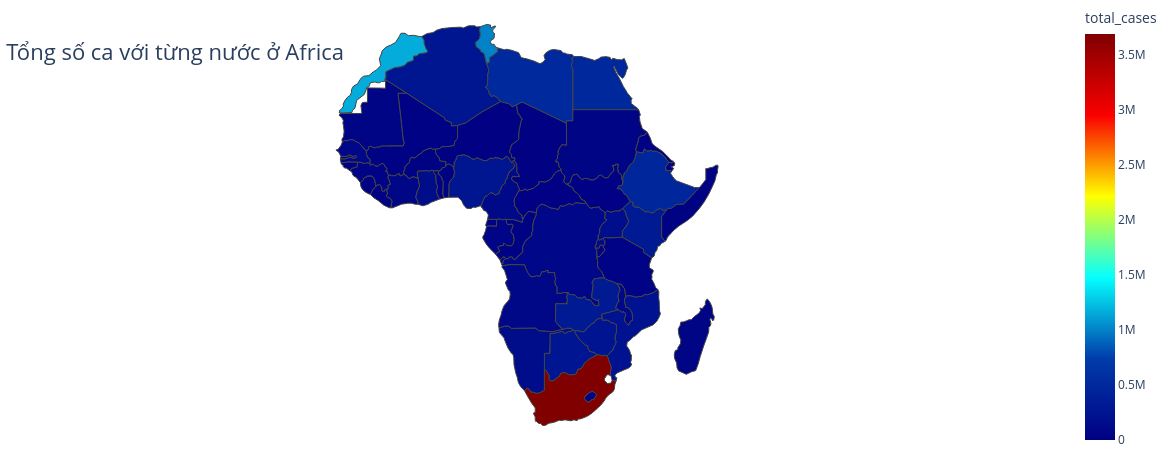 Tổng số ca với từng nước ở Africa
total_cases
3.5M
3M
2.5M
2M
1.5M
1M
0.5M
0